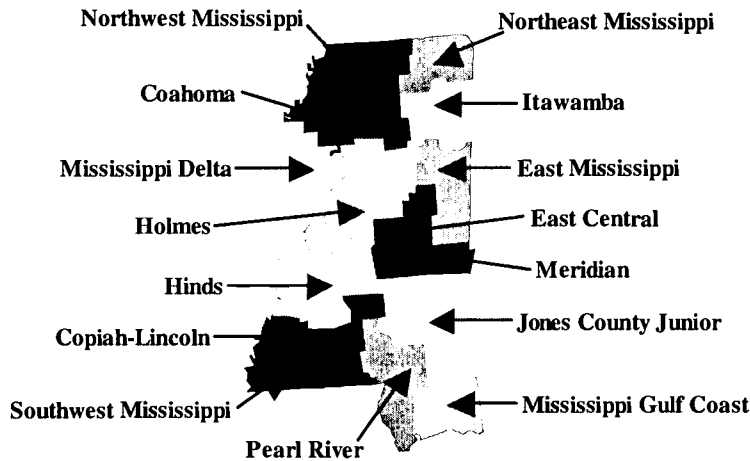 Northwest Mississippi
Northeast Mississippi
Coahoma
Itawamba
Mississippi Delta
East Mississippi
Holmes
East Central
Hinds
Meridian
Copiah-Lincoln
Jones County Junior
Southwest Mississippi
Mississippi Gulf Coast
Pearl River